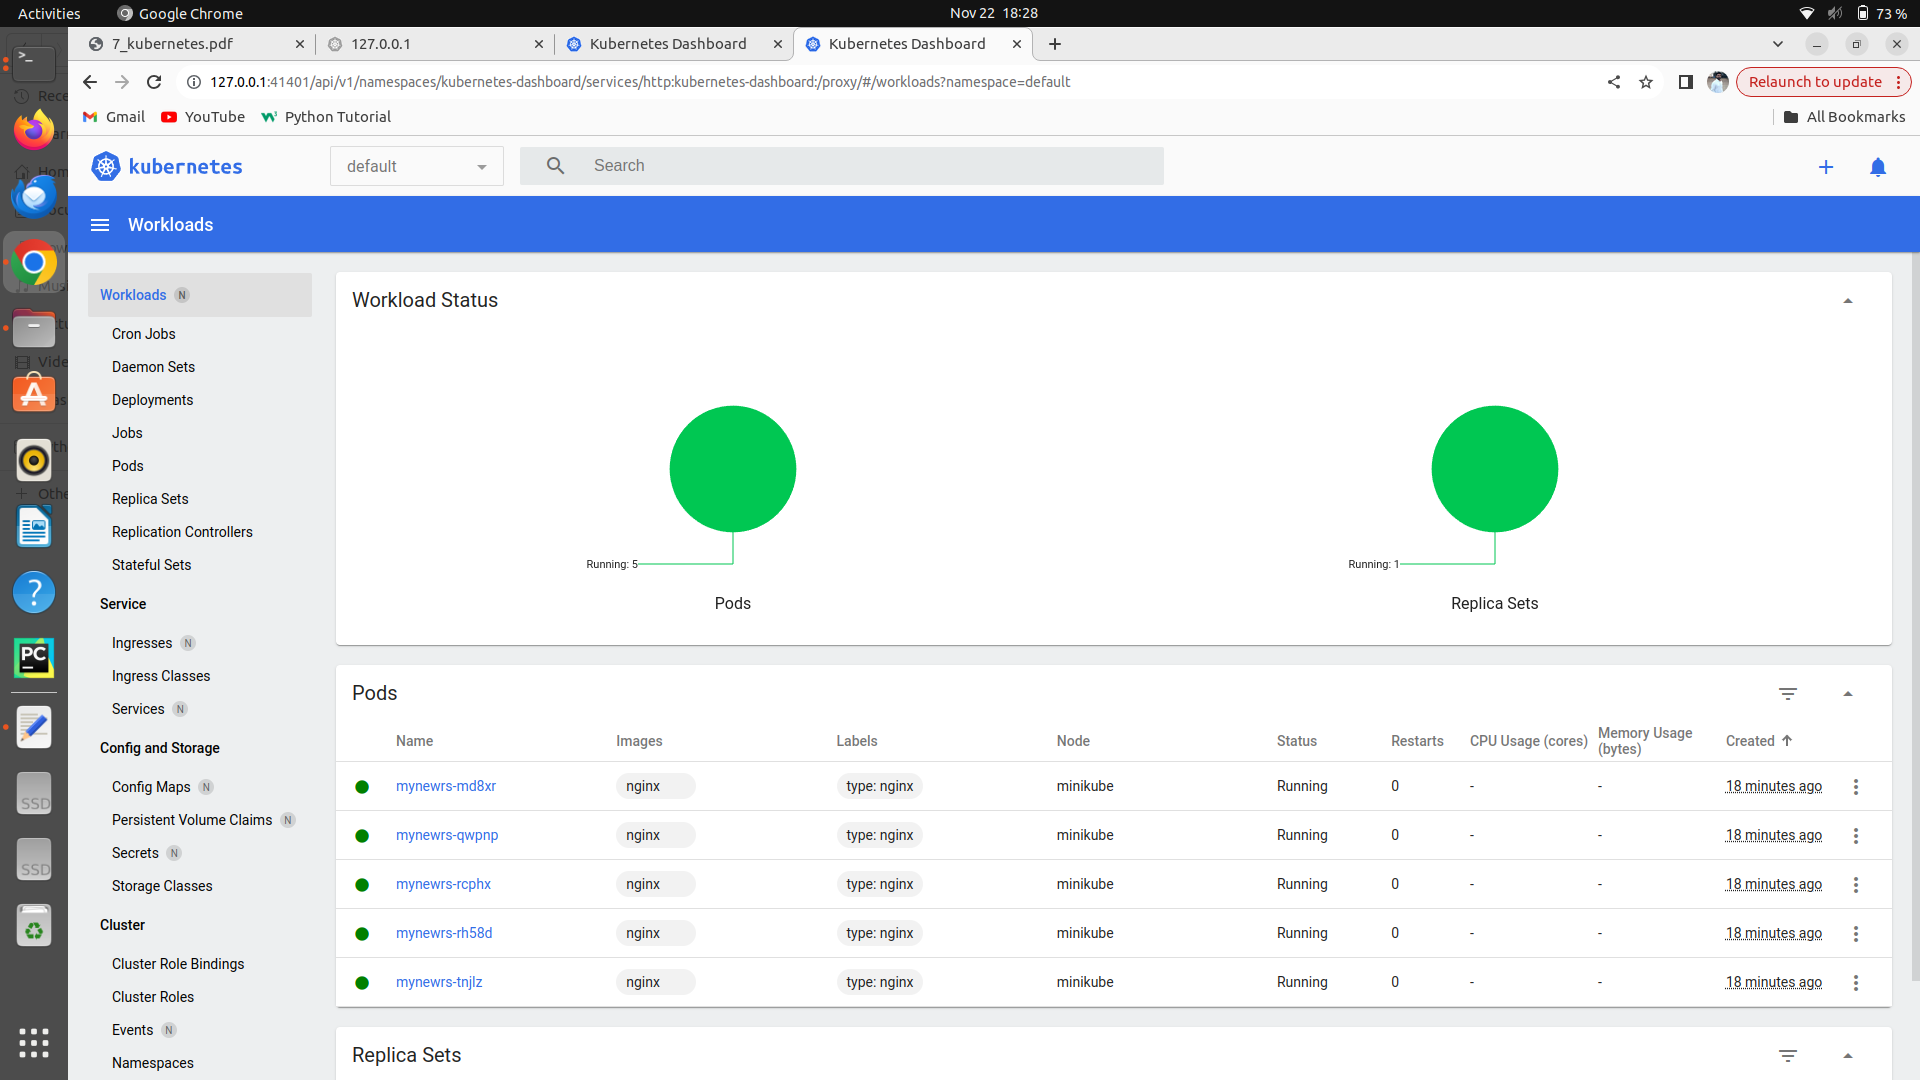 Activities Google Chrome Nov 22 18:28 73 %
7_kubernetes.pdf 127.0.0.1 Kubernetes Dashboard Kubernetes Dashboard
127.0.0.1:41401/api/v1/namespaces/kubernetes-dashboard/services/http:kubernetes-dashboard:/proxy/#/workloads?namespace=default Relaunch to update
Gmail YouTube Python Tutorial All Bookmarks
kubernetes default Search
Workloads
Workloads N
Cron Jobs
Daemon Sets
Deployments
Jobs
Pods
Replica Sets
Replication Controllers
Stateful Sets
Service
Ingresses N
Ingress Classes
Services N
Config and Storage
Config Maps N
Persistent Volume Claims N
Secrets N
Storage Classes
Cluster
Cluster Role Bindings
Cluster Roles
Events N
Namespaces
Workload Status
Running: 5
Pods
Running: 1
Replica Sets
Pods
Name Images Labels Node Status Restarts CPU Usage (cores) Memory Usage (bytes) Created
mynewrs-md8xr nginx type: nginx minikube Running 0 - - 18 minutes ago
mynewrs-qwpnp nginx type: nginx minikube Running 0 - - 18 minutes ago
mynewrs-rcphx nginx type: nginx minikube Running 0 - - 18 minutes ago
mynewrs-rh58d nginx type: nginx minikube Running 0 - - 18 minutes ago
mynewrs-tnjlz nginx type: nginx minikube Running 0 - - 18 minutes ago
Replica Sets
PC
SSD
SSD